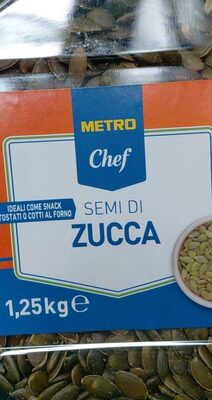 METRO
Chef
IDEALI COME SNACK
TOSTATI O COTTI AL FORNO
SEMI DI
ZUCCA
1,25kg℮